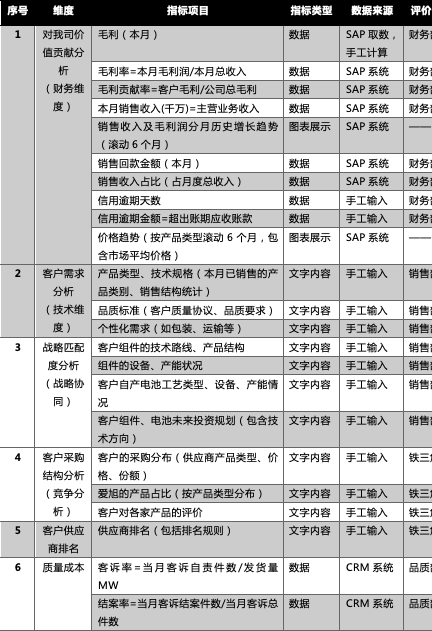 序号 维度 指标项目 指标类型 数据来源 评价
1 对我司价 毛利（本月） 数据 SAP 取数， 财务
值贡献分 手工计算
析 毛利率=本月毛利润/本月总收入 数据 SAP 系统 财务
（财务维 毛利贡献率=客户毛利/公司总毛利 数据 SAP 系统 财务
度） 本月销售收入(千万)=主营业务收入 数据 SAP 系统 财务
销售收入及毛利润分月历史增长趋势 图表展示 SAP 系统 ——
（滚动 6 个月）
销售回款金额（本月） 数据 SAP 系统 财务
销售收入占比（占月度总收入） 数据 SAP 系统 财务
信用逾期天数 数据 手工输入 财务
信用逾期金额=超出账期应收账款 数据 手工输入 财务
价格趋势（按产品类型滚动 6 个月，包 图表展示 SAP 系统 ——
含市场平均价格）
2 客户需求 产品类型、技术规格（本月已销售的产 文字内容 手工输入 销售
分析 品类别、销售结构统计）
（技术维 品质标准（客户质量协议、品质要求） 文字内容 手工输入 销售
度） 个性化需求（如包装、运输等） 文字内容 手工输入 销售
3 战略匹配 客户组件的技术路线、产品结构 文字内容 手工输入 销售
度分析 组件的设备、产能状况 文字内容 手工输入 销售
（战略协 客户自产电池工艺类型、设备、产能情 文字内容 手工输入 销售
同） 况
客户组件、电池未来投资规划（包含技 文字内容 手工输入 销售
术方向）
4 客户采购 客户的采购分布（供应商产品类型、价 文字内容 手工输入 铁三
结构分析 格、份额）
（竞争分 爱旭的产品占比（按产品类型分布） 文字内容 手工输入 铁三
析） 客户对各家产品的评价 文字内容 手工输入 铁三
5 客户供应 供应商排名（包括排名规则） 文字内容 手工输入 铁三
商排名
6 质量成本 客诉率=当月客诉自责件数/发货量 数据 CRM 系统 品质
MW
结案率=当月客诉结案件数/当月客诉总 数据 CRM 系统 品质
件数